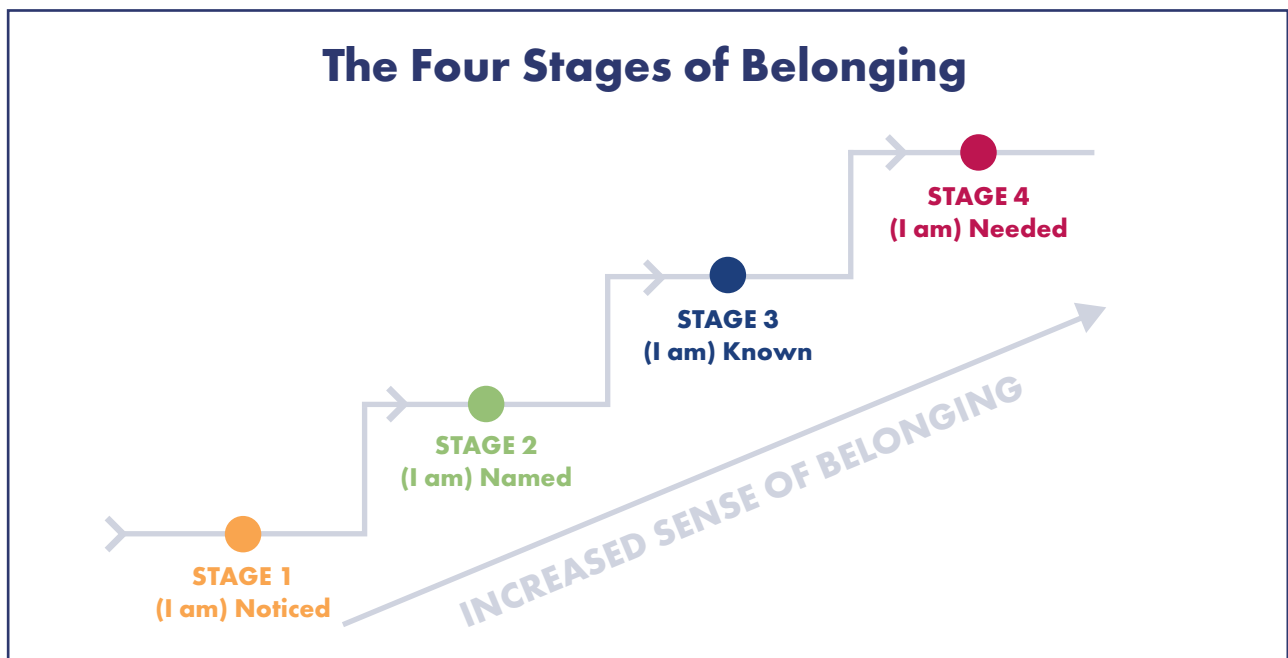 The Four Stages of Belonging
STAGE 4
(I am) Needed
STAGE 3
(I am) Known
STAGE 2
(I am) Named
STAGE 1
(I am) Noticed
INCREASED SENSE OF BELONGING